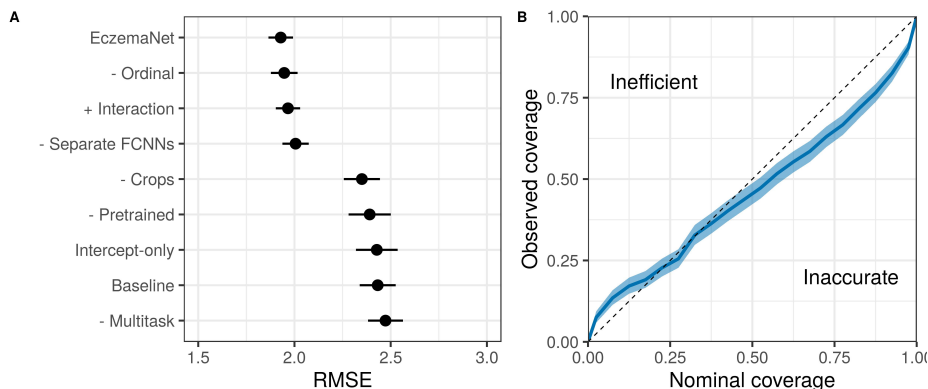 A
EczemaNet
- Ordinal
+ Interaction
- Separate FCNNs
- Crops
- Pretrained
Intercept-only
Baseline
- Multitask
1.5 2.0 2.5 3.0
RMSE
B
Observed coverage
1.00
0.75
0.50
0.25
0.00
Inefficient
Inaccurate
0.00 0.25 0.50 0.75 1.00
Nominal coverage